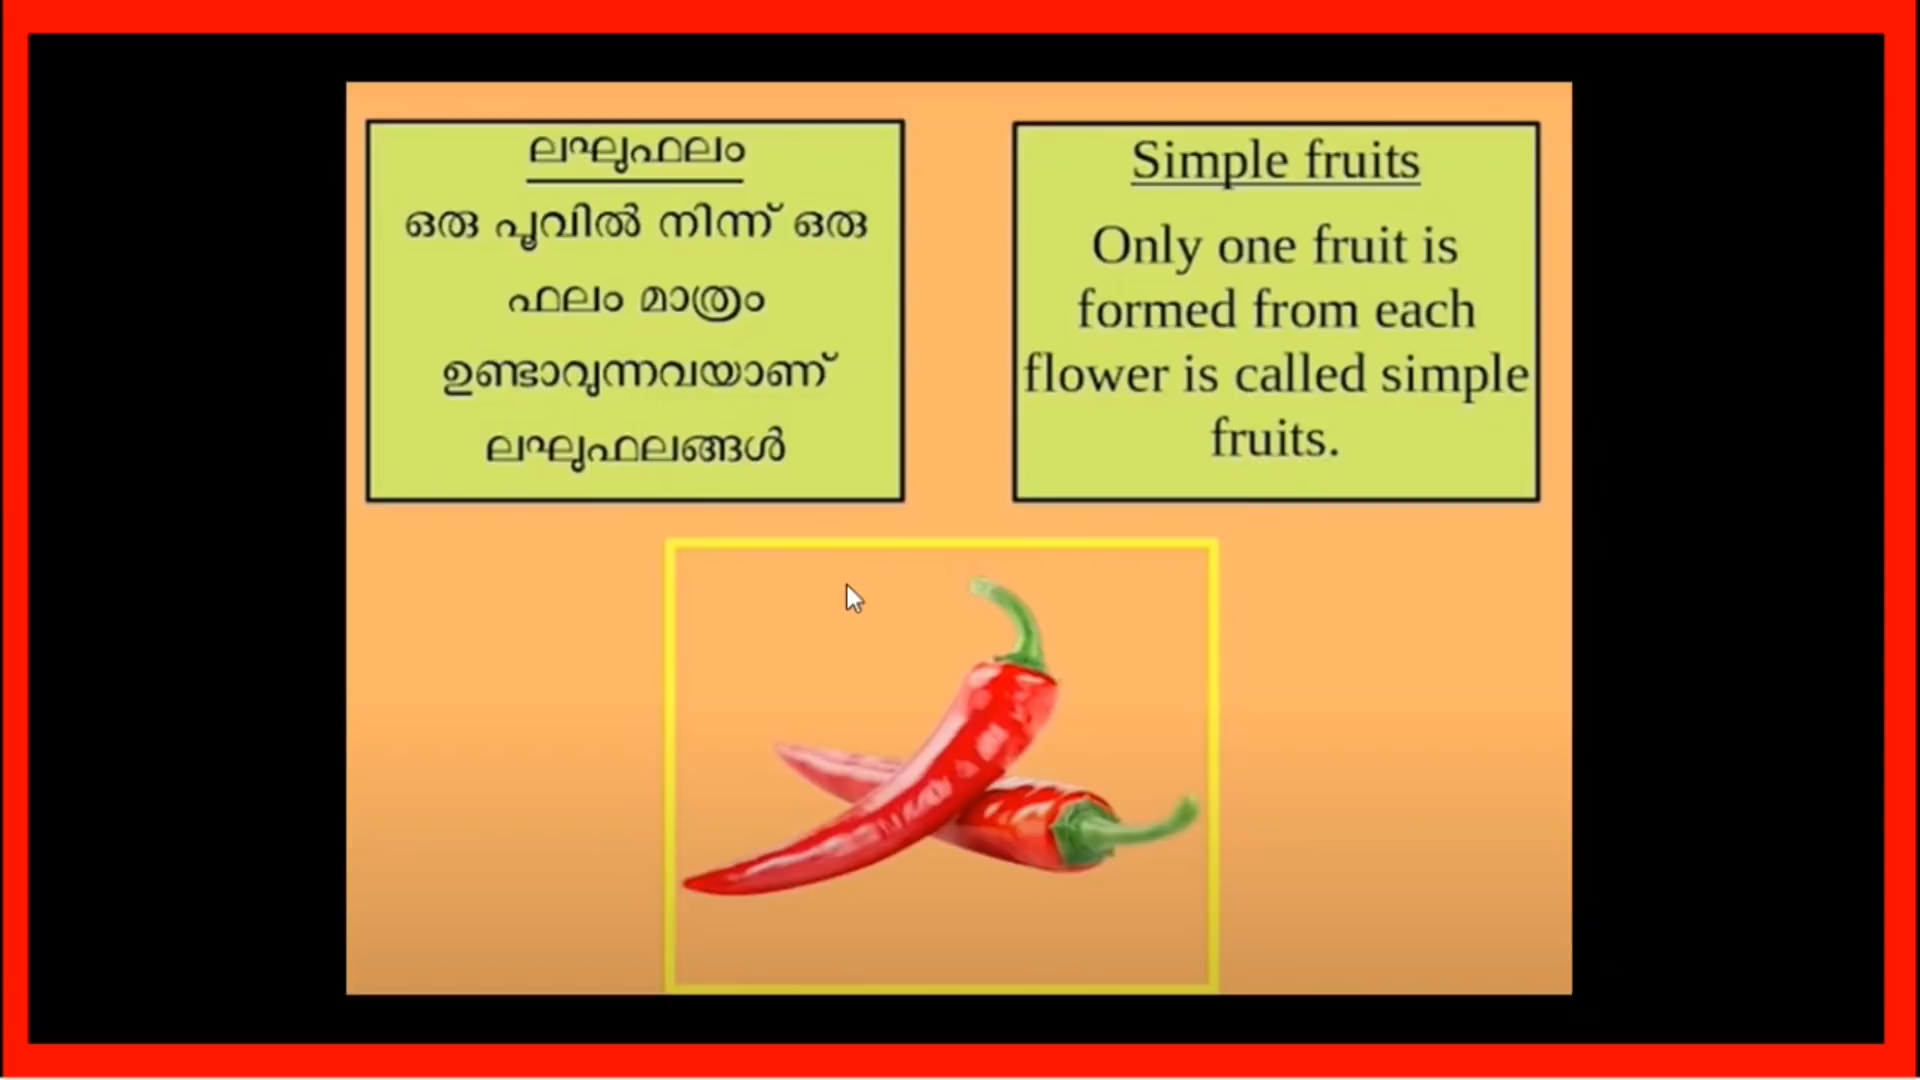 ലഘുഫലം
ഒരു പൂവിൽ നിന്ന് ഒരു
ഫലം മാത്രം
ഉണ്ടാവുന്നവയാണ്
ലഘുഫലങ്ങൾ
Simple fruits
Only one fruit is
formed from each
flower is called simple
fruits.